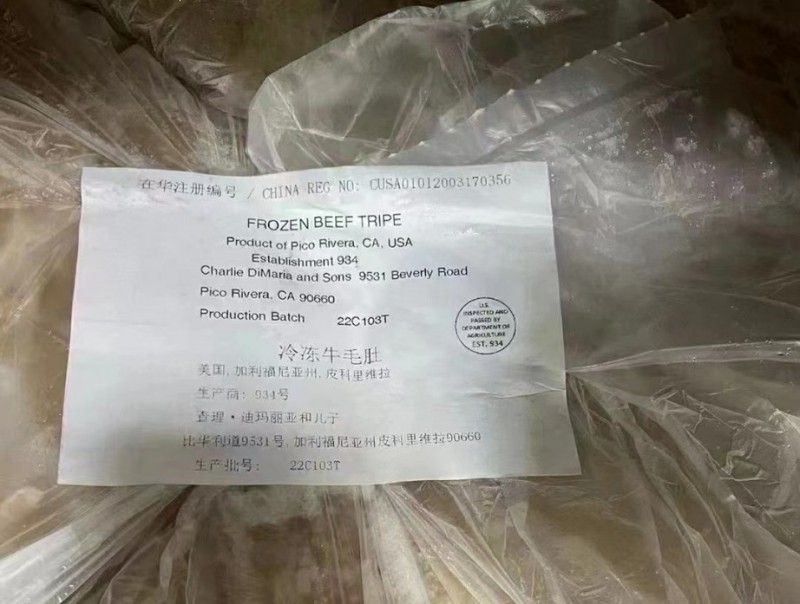 在华注册编号 / CHINA REG NO: CUSA01012003170356
FROZEN BEEF TRIPE
Product of Pico Rivera, CA, USA
Establishment 934
Charlie DiMaria and Sons 9531 Beverly Road
Pico Rivera, CA 90660
Production Batch 22C103T
U.S.
INSPECTED AND
PASSED BY
DEPARTMENT OF
AGRICULTURE
EST. 934
冷冻牛毛肚
美国, 加利福尼亚州, 皮科里维拉
生产商: 934号
查理·迪玛丽亚和儿子
比华利道9531号, 加利福尼亚州皮科里维拉90660
生产批号: 22C103T